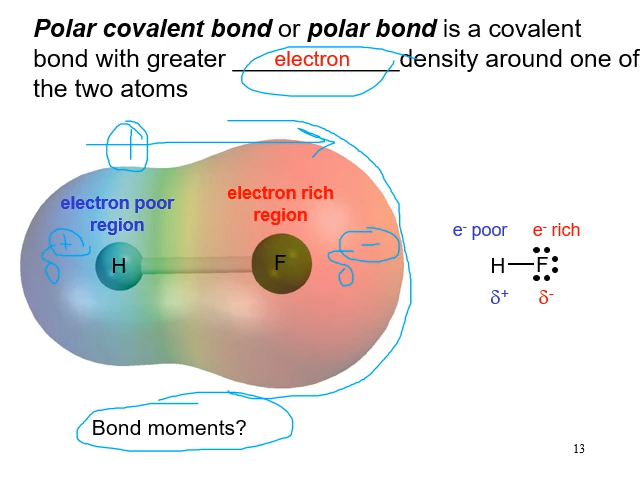 Polar covalent bond or polar bond is a covalent
bond with greater ____________density around one of
electron
the two atoms
electron poor
region
electron rich
region
H
F
δ+
δ-
e- poor
e- rich
H—F
δ+
δ-
Bond moments?
13